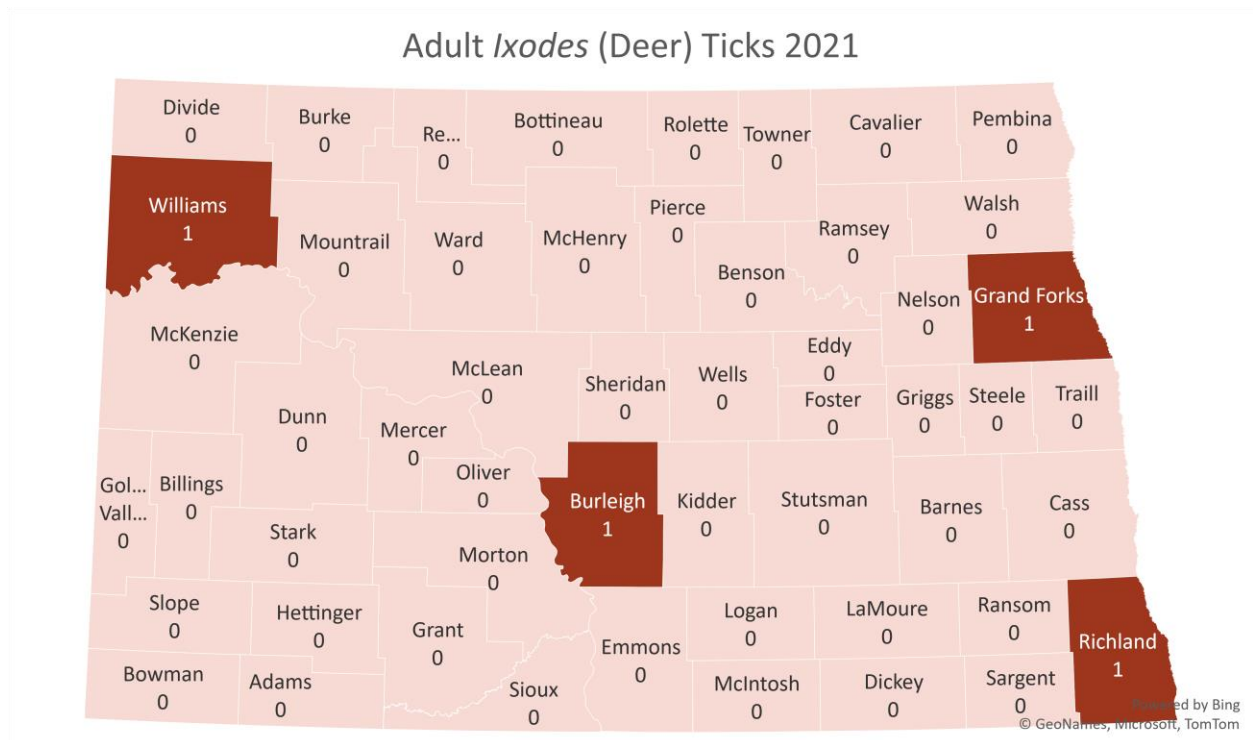 Adult Ixodes (Deer) Ticks 2021
Divide
0
Burke
0
Re...
0
Bottineau
0
Rolette
0
Towner
0
Cavalier
0
Pembina
0
Williams
1
Mountrail
0
Ward
0
McHenry
0
Pierce
0
Benson
0
Ramsey
0
Walsh
0
Nelson
0
Grand Forks
1
McKenzie
0
Dunn
0
McLean
0
Mercer
0
Oliver
0
Sheridan
0
Wells
0
Eddy
0
Foster
0
Griggs
0
Steele
0
Traill
0
Gol...
Vall...
0
Billings
0
Stark
0
Morton
0
Burleigh
1
Kidder
0
Stutsman
0
Barnes
0
Cass
0
Slope
0
Hettinger
0
Grant
0
Emmons
0
Logan
0
LaMoure
0
Ransom
0
Richland
1
Bowman
0
Adams
0
Sioux
0
McIntosh
0
Dickey
0
Sargent
0
Powered by Bing
© GeoNames, Microsoft, TomTom